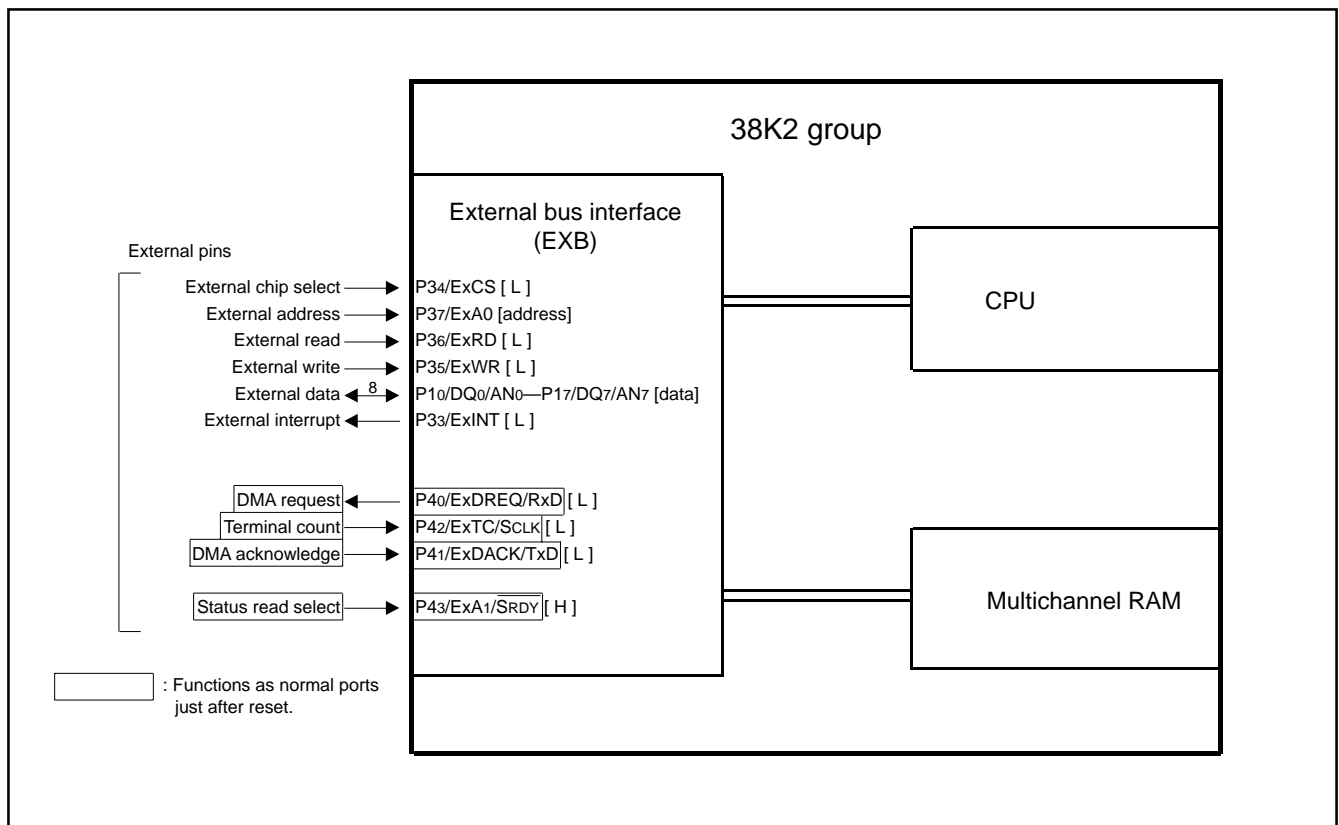 38K2 group
External bus interface
(EXB)
External pins
External chip select P34/ExCS [ L ]
External address P37/ExA0 [address]
External read P36/ExRD [ L ]
External write P35/ExWR [ L ]
External data 8 P10/DQ0/AN0—P17/DQ7/AN7 [data]
External interrupt P33/ExINT [ L ]
CPU
DMA request P40/ExDREQ/RxD [ L ]
Terminal count P42/ExTC/SCLK [ L ]
DMA acknowledge P41/ExDACK/TxD [ L ]
Status read select P43/ExA1/SRDY [ H ]
Multichannel RAM
: Functions as normal ports
just after reset.